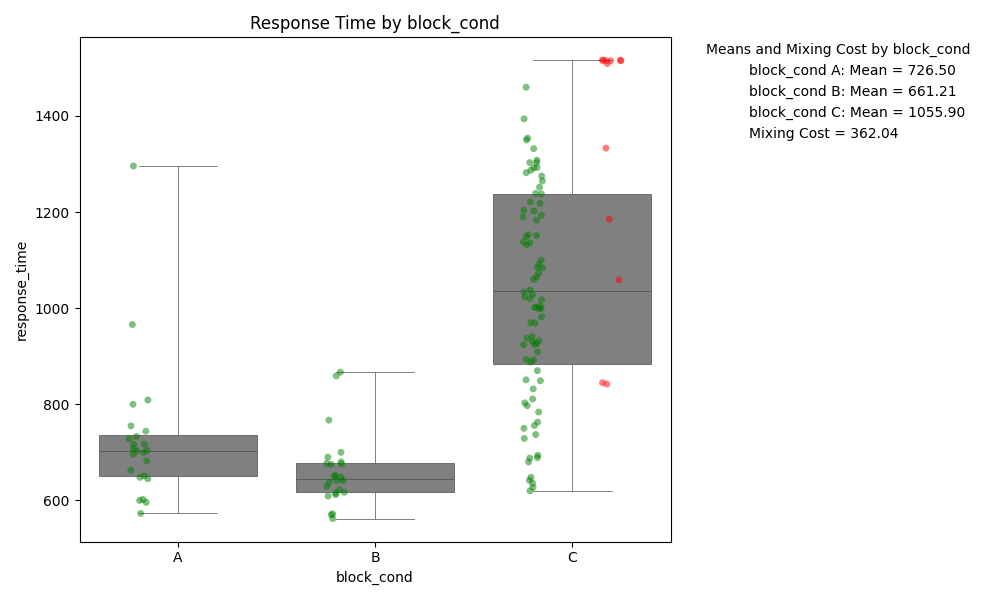 Response Time by block_cond
Means and Mixing Cost by block_cond
block_cond A: Mean = 726.50
block_cond B: Mean = 661.21
block_cond C: Mean = 1055.90
Mixing Cost = 362.04
response_time
1400
1200
1000
800
600
A
B
C
block_cond